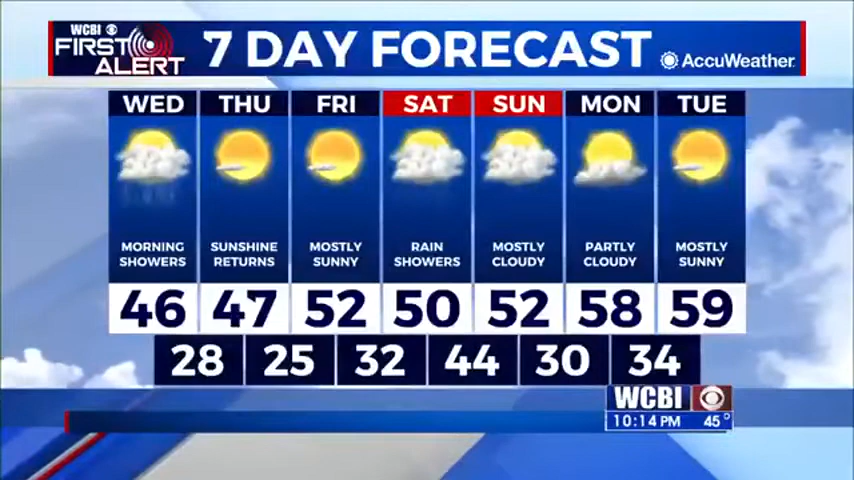 WCBI
FIRST
ALERT
7 DAY FORECAST
AccuWeather
WED THU FRI SAT SUN MON TUE
MORNING SHOWERS
SUNSHINE RETURNS
MOSTLY SUNNY
RAIN SHOWERS
MOSTLY CLOUDY
PARTLY CLOUDY
MOSTLY SUNNY
46 47 52 50 52 58 59
28 25 32 44 30 34
WCBI
10:14 PM 45°